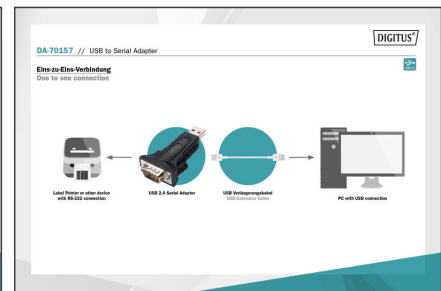 DIGITUS®
DA-70157 // USB to Serial Adapter
Eins-zu-Eins-Verbindung
One to one connection
Label Printer or other device
with RS-232 connection
USB 2.0 Serial Adapter
USB Verlängerungskabel
USB Extension Cable
PC with USB connection